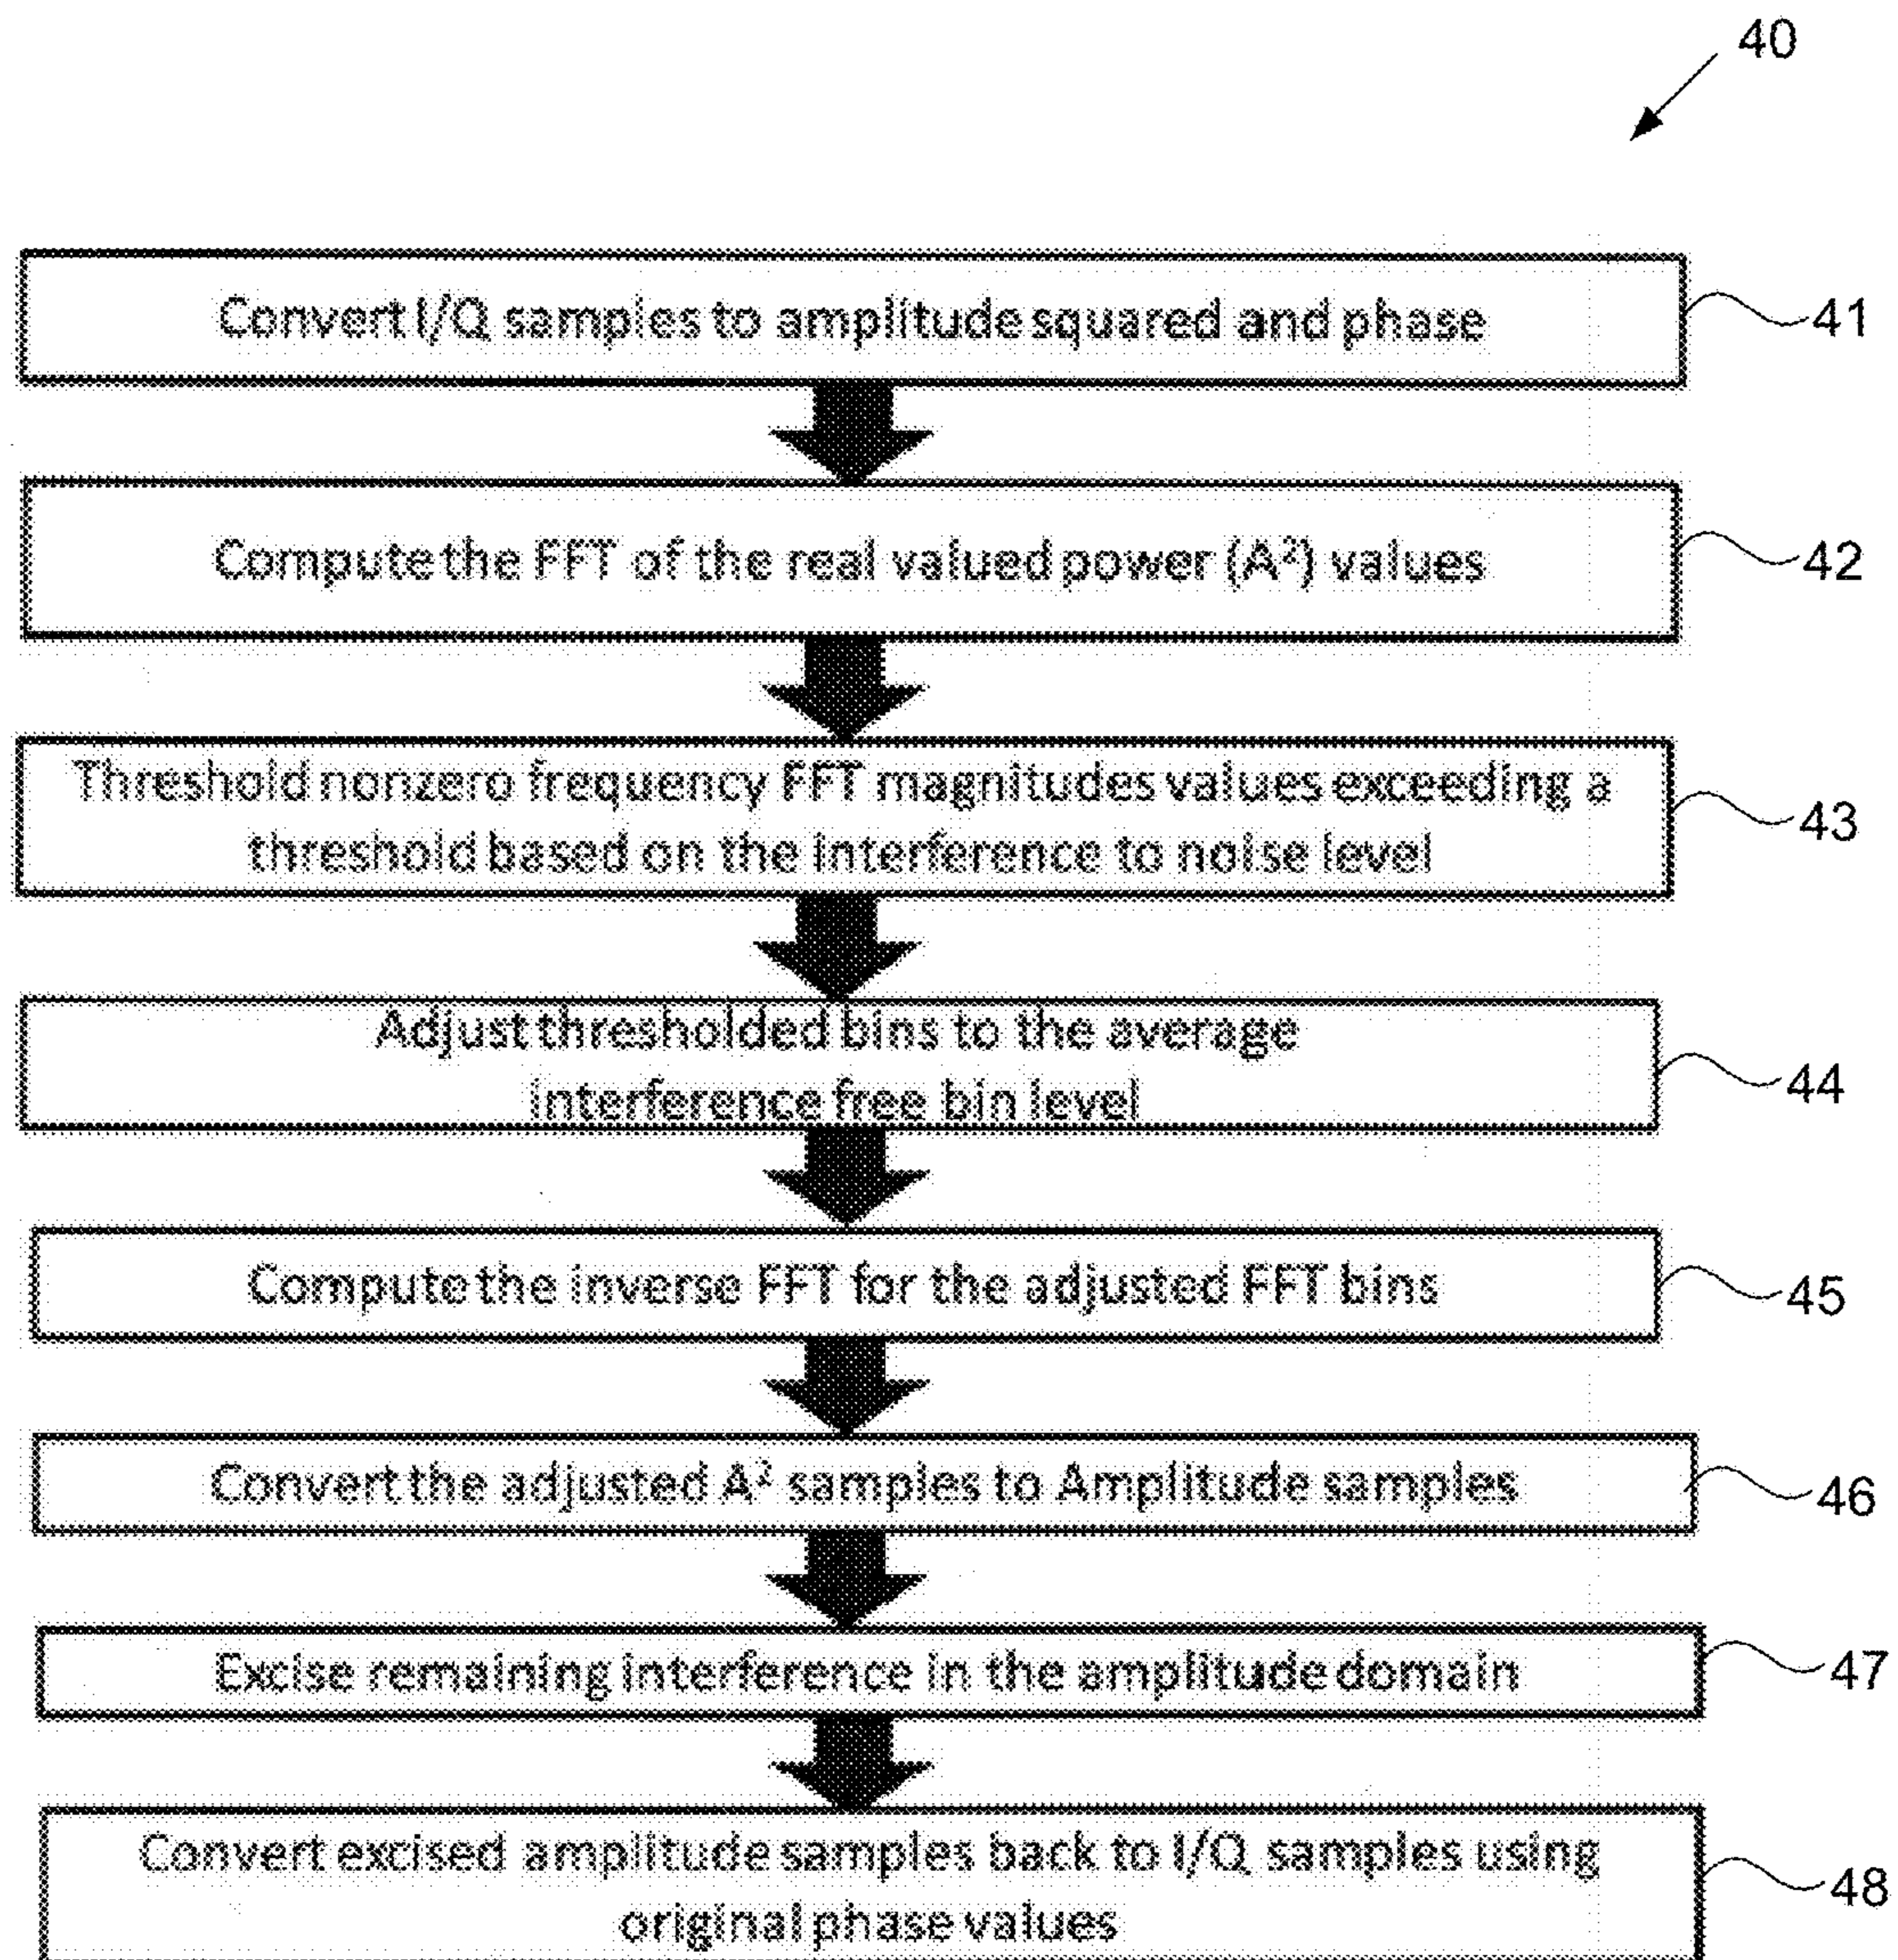 40
Convert I/Q samples to amplitude squared and phase
41
Compute the FFT of the real valued power (A²) values
42
Threshold nonzero frequency FFT magnitudes values exceeding a
threshold based on the interference to noise level
43
Adjust thresholded bins to the average
interference free bin level
44
Compute the inverse FFT for the adjusted FFT bins
45
Convert the adjusted A² samples to Amplitude samples
46
Excise remaining interference in the amplitude domain
47
Convert excised amplitude samples back to I/Q samples using
original phase values
48